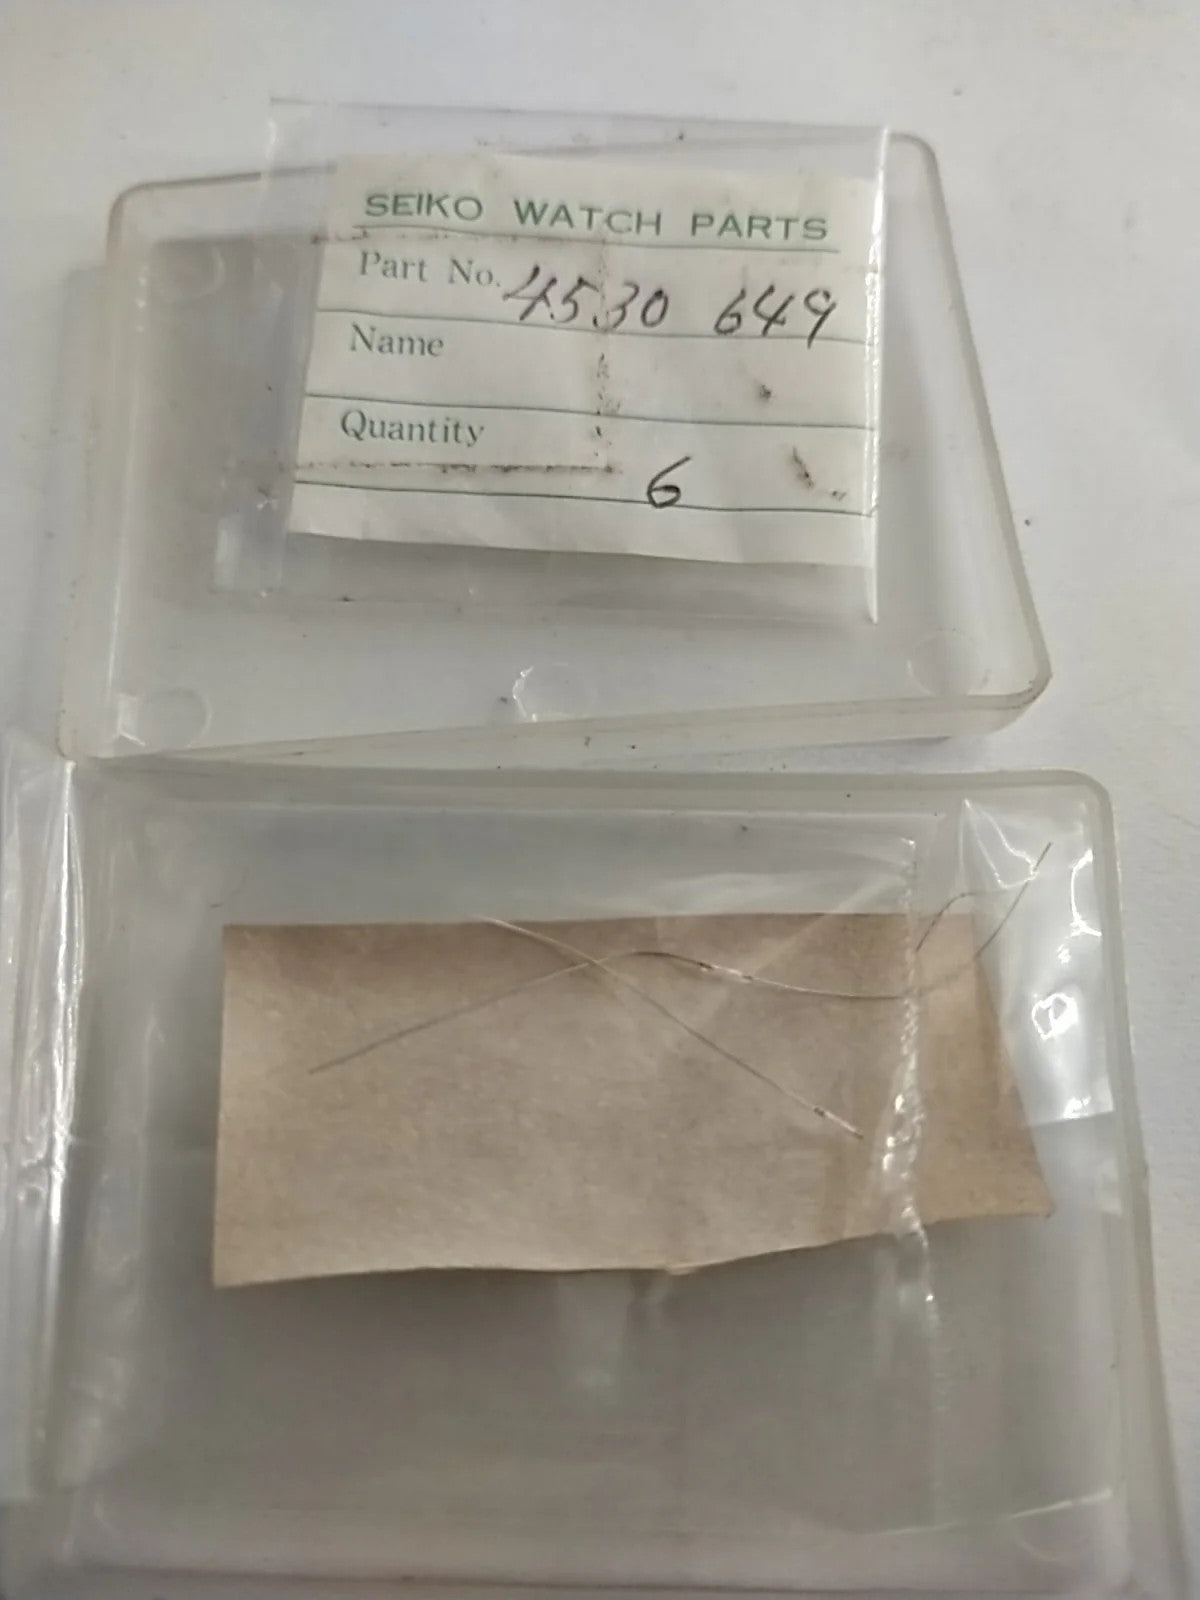 SEIKO WATCH PARTS
Part No. 4530 649
Name
Quantity 6